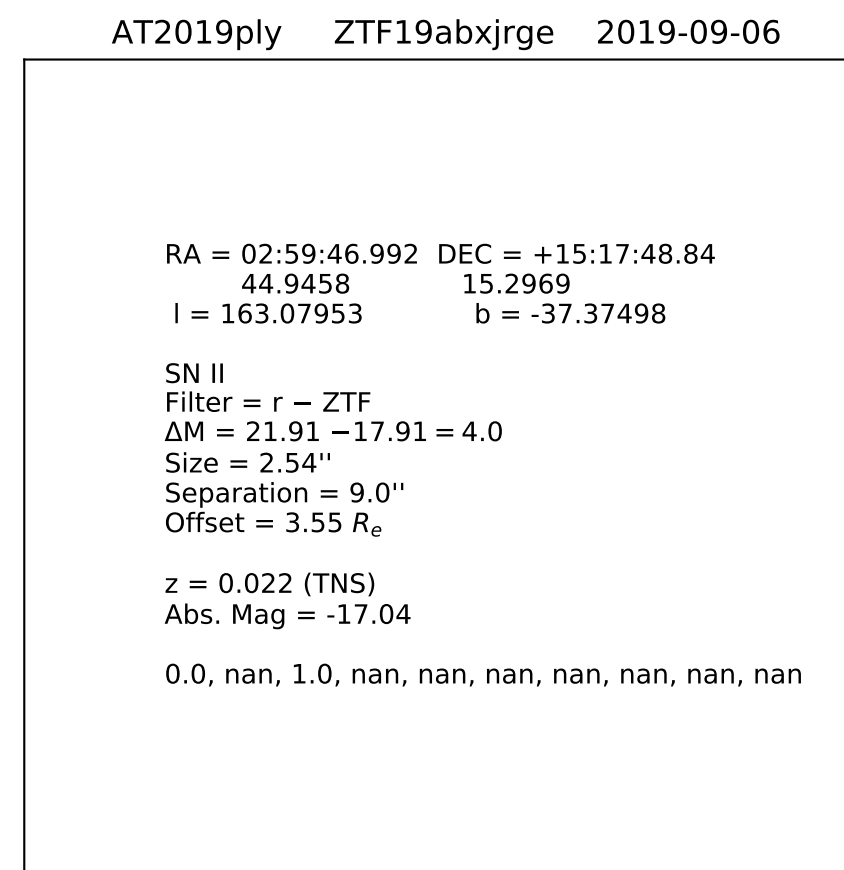 AT2019ply ZTF19abxjrge 2019-09-06
RA = 02:59:46.992 DEC = +15:17:48.84
44.9458 15.2969
l = 163.07953 b = -37.37498
SN II
Filter = r − ZTF
ΔM = 21.91 −17.91 = 4.0
Size = 2.54''
Separation = 9.0''
Offset = 3.55 Re
z = 0.022 (TNS)
Abs. Mag = -17.04
0.0, nan, 1.0, nan, nan, nan, nan, nan, nan, nan